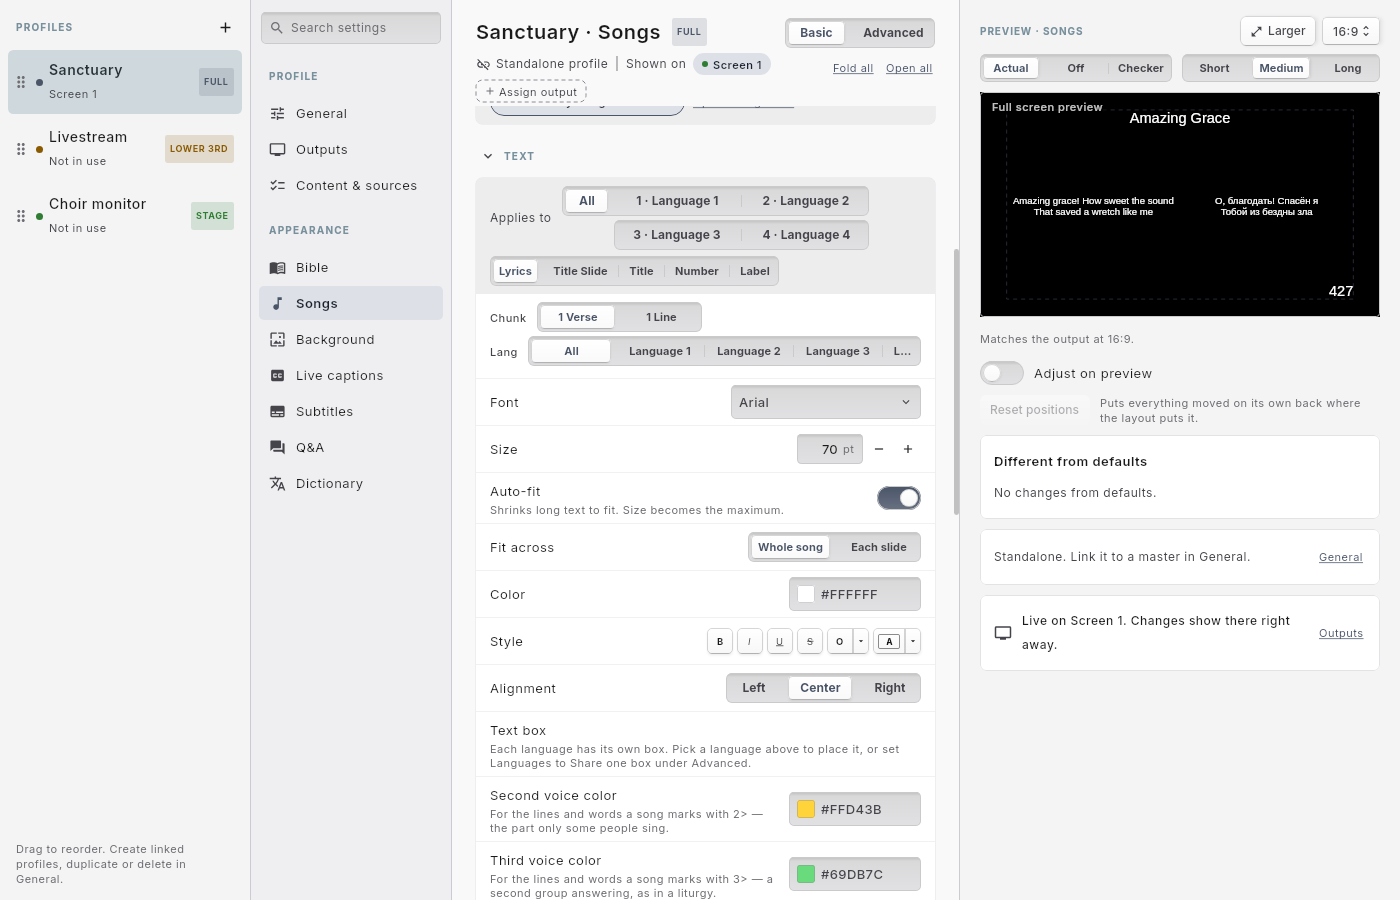 PROFILES
Sanctuary
Screen 1
FULL
Livestream
Not in use
LOWER 3RD
Choir monitor
Not in use
STAGE
Drag to reorder. Create linked
profiles, duplicate or delete in
General.
Search settings
PROFILE
General
Outputs
Content & sources
APPEARANCE
Bible
Songs
Background
Live captions
Subtitles
Q&A
Dictionary
Sanctuary · Songs
FULL
Basic
Advanced
Standalone profile | Shown on
Screen 1
Fold all
Open all
+ Assign output
TEXT
Applies to
All
1 · Language 1
2 · Language 2
3 · Language 3
4 · Language 4
Lyrics
Title Slide
Title
Number
Label
Chunk
1 Verse
1 Line
Lang
All
Language 1
Language 2
Language 3
L...
Font
Arial
Size
70 pt
Auto-fit
Shrinks long text to fit. Size becomes the maximum.
Fit across
Whole song
Each slide
Color
#FFFFFF
Style
B
I
U
S
O
A
Alignment
Left
Center
Right
Text box
Each language has its own box. Pick a language above to place it, or set
Languages to Share one box under Advanced.
Second voice color
For the lines and words a song marks with 2> —
the part only some people sing.
#FFD43B
Third voice color
For the lines and words a song marks with 3> — a
second group answering, as in a liturgy.
#69DB7C
PREVIEW · SONGS
Larger
16:9
Actual
Off
Checker
Short
Medium
Long
Full screen preview
Amazing Grace
Amazing grace! How sweet the sound
That saved a wretch like me
О, благодать! Спасён я
Тобой из бездны зла
427
Matches the output at 16:9.
Adjust on preview
Reset positions
Puts everything moved on its own back where
the layout puts it.
Different from defaults
No changes from defaults.
Standalone. Link it to a master in General.
General
Live on Screen 1. Changes show there right
away.
Outputs